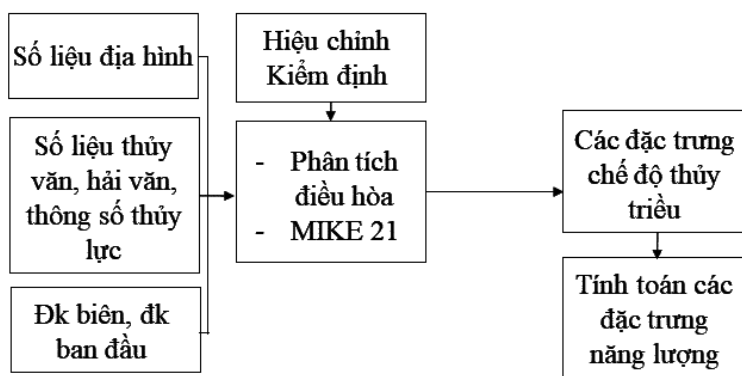 Số liệu địa hình
Số liệu thủy
văn, hải văn,
thông số thủy
lực
Đk biên, đk
ban đầu
Hiệu chỉnh
Kiểm định
- Phân tích
điều hòa
- MIKE 21
Các đặc trưng
chế độ thủy
triều
Tính toán các
đặc trưng
năng lượng